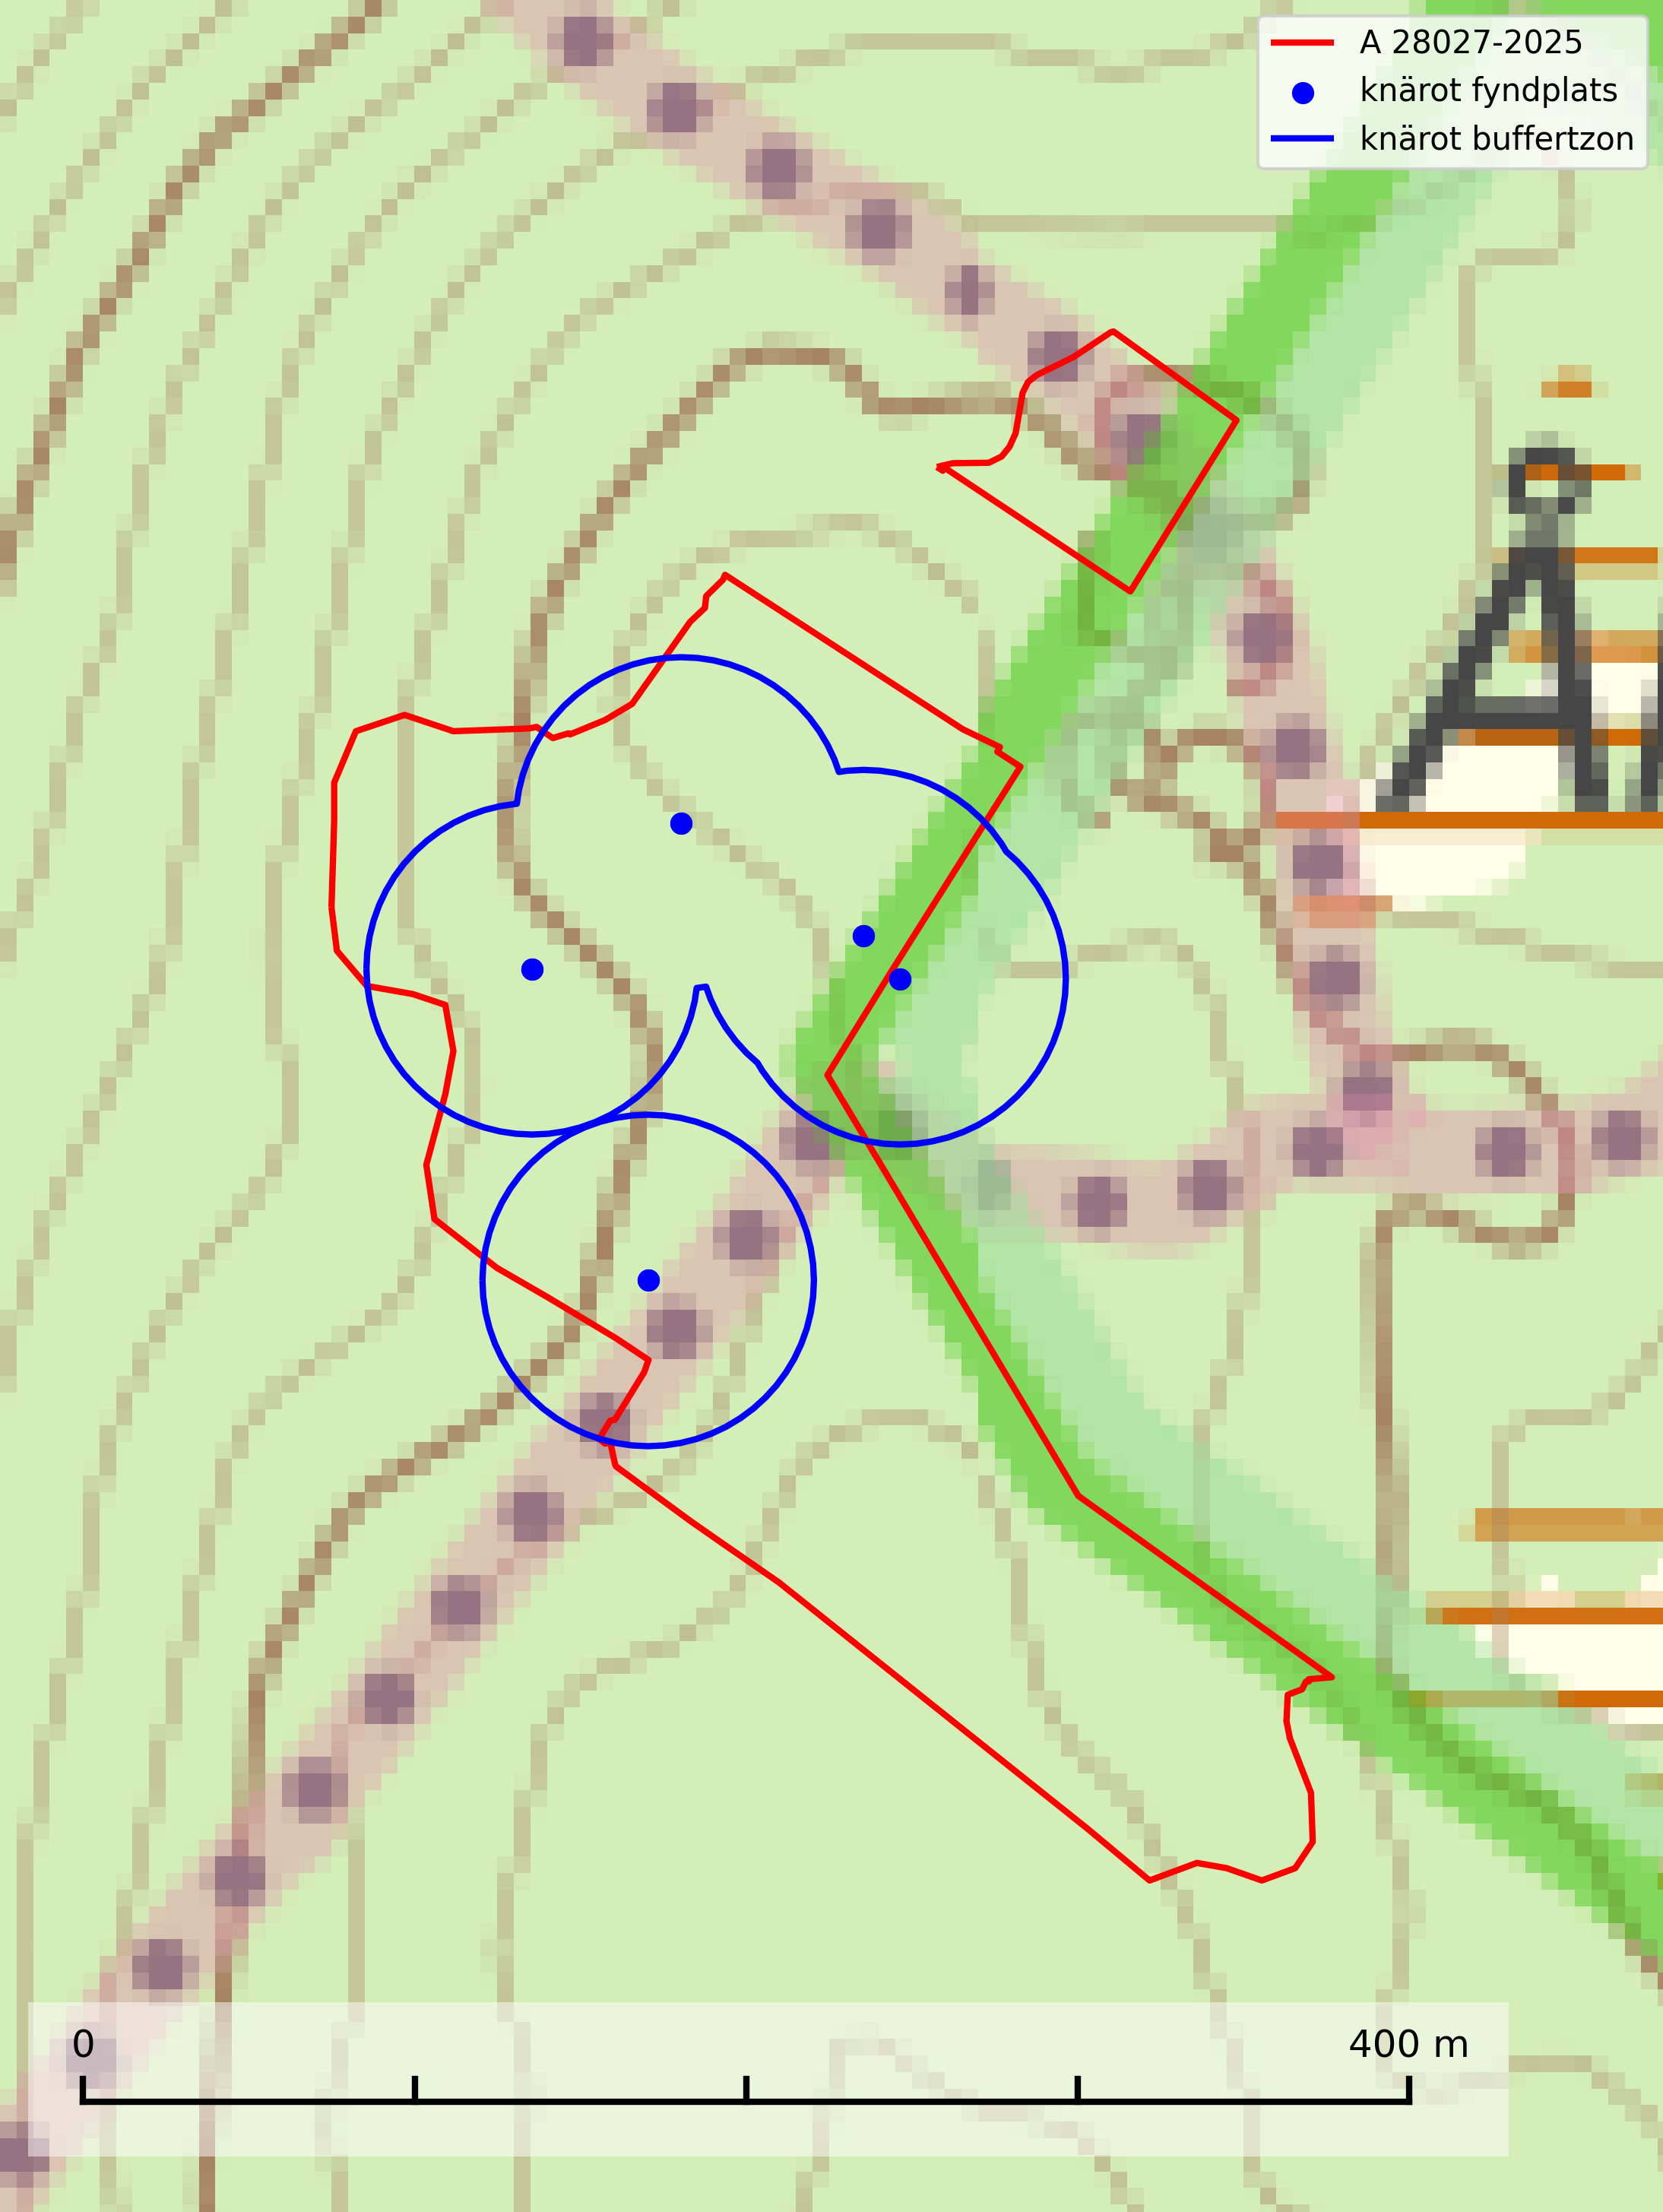 A 28027-2025
knärot fyndplats
knärot buffertzon
0
400 m